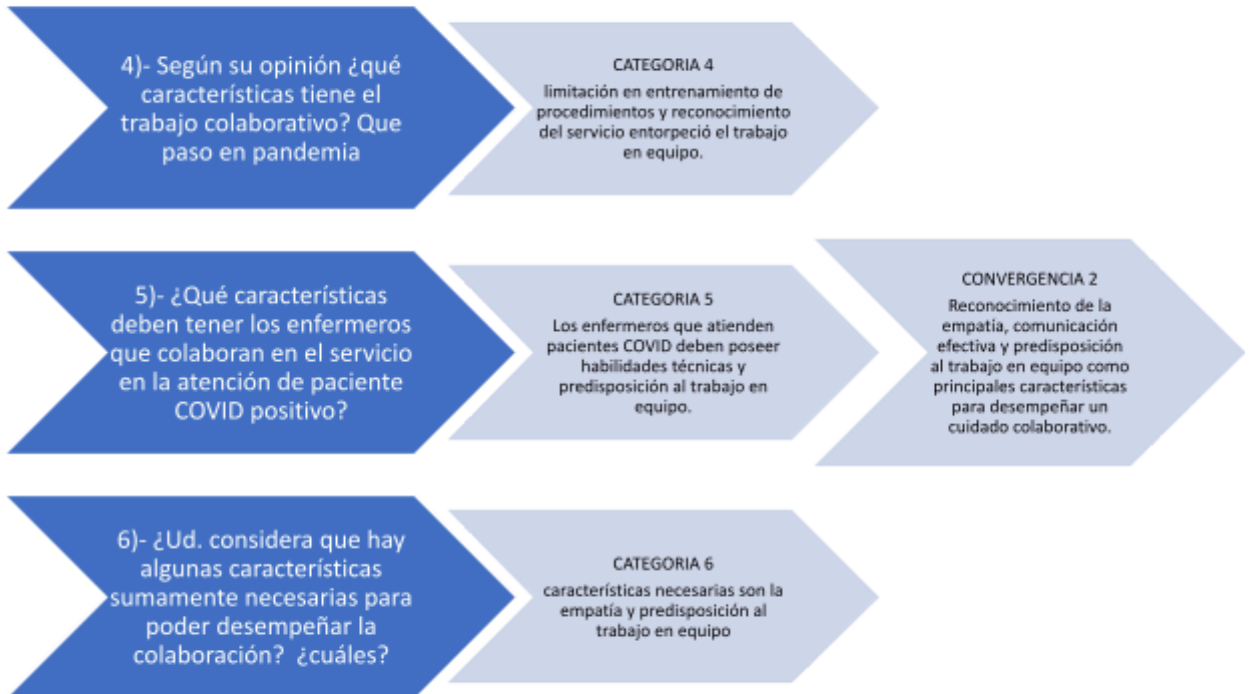 4)- Según su opinión ¿qué
características tiene el
trabajo colaborativo? Que
paso en pandemia
CATEGORIA 4
limitación en entrenamiento de
procedimientos y reconocimiento
del servicio entorpeció el trabajo
en equipo.
5)- ¿Qué características
deben tener los enfermeros
que colaboran en el servicio
en la atención de paciente
COVID positivo?
CATEGORIA 5
Los enfermeros que atienden
pacientes COVID deben poseer
habilidades técnicas y
predisposición al trabajo en
equipo.
CONVERGENCIA 2
Reconocimiento de la
empatía, comunicación
efectiva y predisposición
al trabajo en equipo como
principales características
para desempeñar un
cuidado colaborativo.
6)- ¿Ud. considera que hay
algunas características
sumamente necesarias para
poder desempeñar la
colaboración? ¿cuáles?
CATEGORIA 6
características necesarias son la
empatía y predisposición al
trabajo en equipo